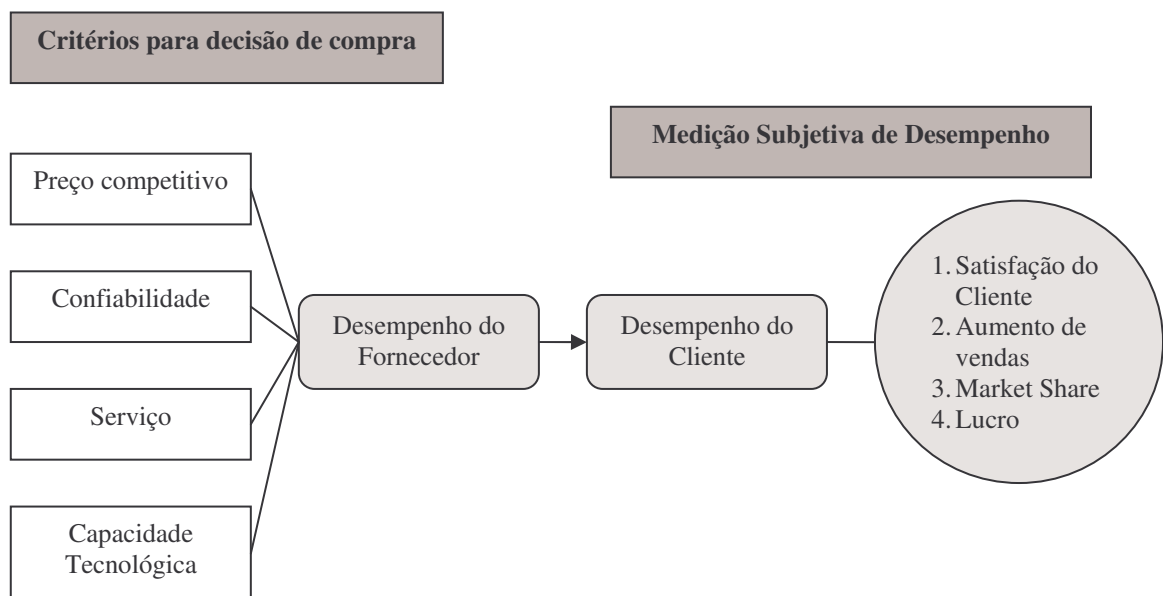 Critérios para decisão de compra
Medição Subjetiva de Desempenho
Preço competitivo
Confiabilidade
Serviço
Capacidade
Tecnológica
Desempenho do
Fornecedor
Desempenho do
Cliente
1. Satisfação do
Cliente
2. Aumento de
vendas
3. Market Share
4. Lucro